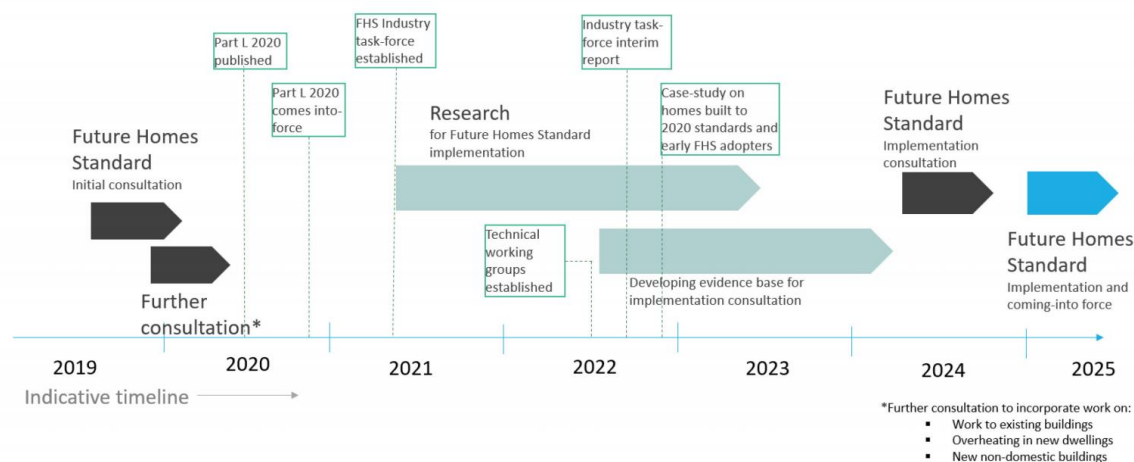 Part L 2020
published
Part L 2020
comes into-
force
FHS Industry
task-force
established
Industry task-
force interim
report
Case-study on
homes built to
2020 standards and
early FHS adopters
Future Homes
Standard
Initial consultation
Further
consultation*
Research
for Future Homes Standard
implementation
Technical
working
groups
established
Developing evidence base for
implementation consultation
Future Homes
Standard
Implementation
consultation
Future Homes
Standard
Implementation and
coming-into force
2019
2020
2021
2022
2023
2024
2025
Indicative timeline
*Further consultation to incorporate work on:
▪ Work to existing buildings
▪ Overheating in new dwellings
▪ New non-domestic buildings